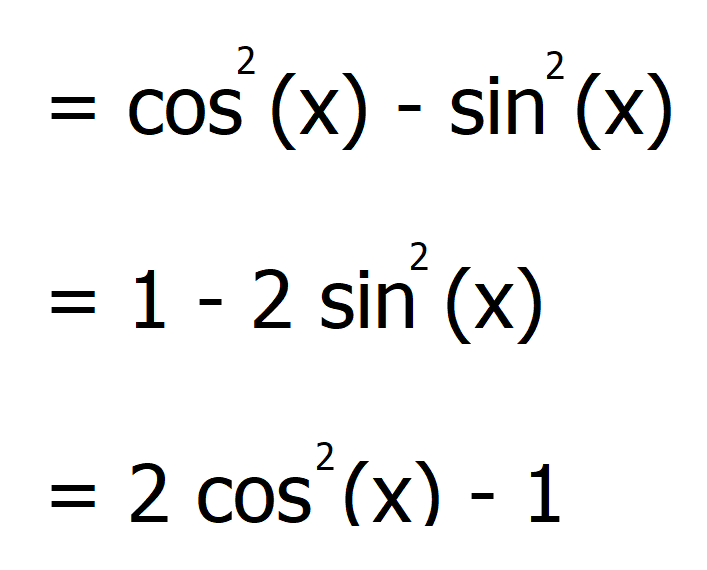 = cos²(x) - sin²(x)
= 1 - 2 sin²(x)
= 2 cos²(x) - 1